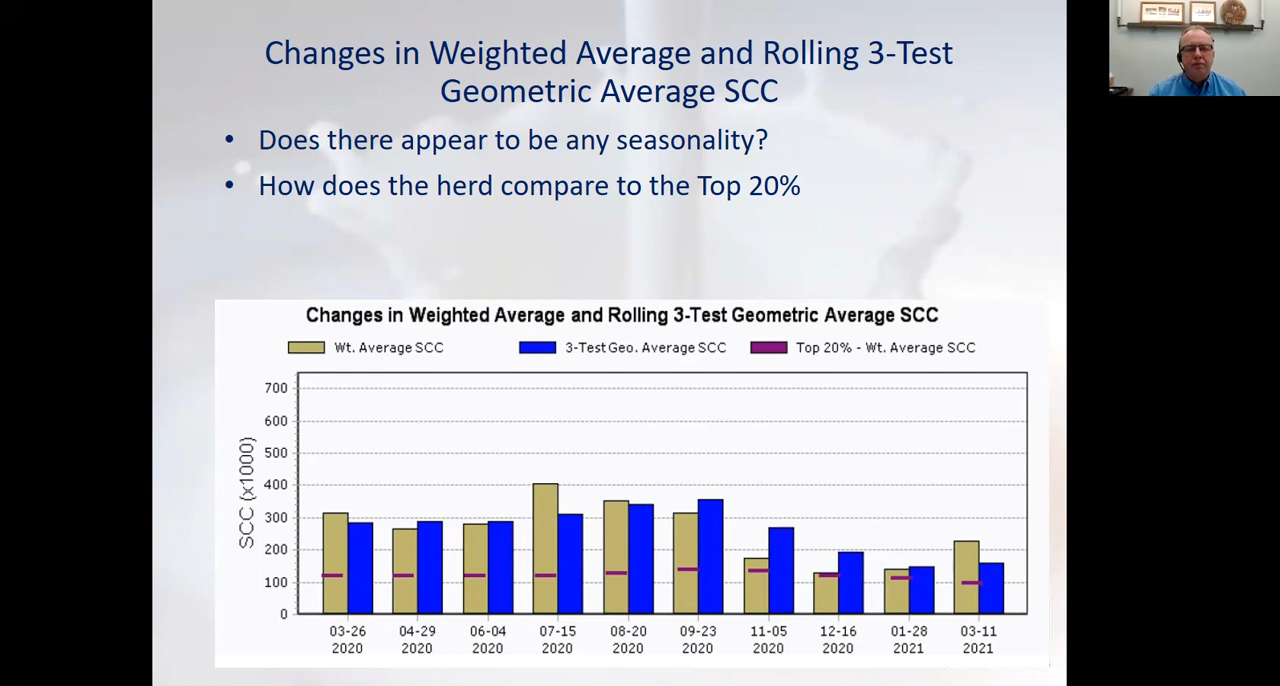 Changes in Weighted Average and Rolling 3-Test
Geometric Average SCC
• Does there appear to be any seasonality?
• How does the herd compare to the Top 20%
Changes in Weighted Average and Rolling 3-Test Geometric Average SCC
Wt. Average SCC 3-Test Geo. Average SCC Top 20% - Wt. Average SCC
SCC (x1000)
700
600
500
400
300
200
100
0
03-26 04-29 06-04 07-15 08-20 09-23 11-05 12-16 01-28 03-11
2020 2020 2020 2020 2020 2020 2020 2020 2021 2021